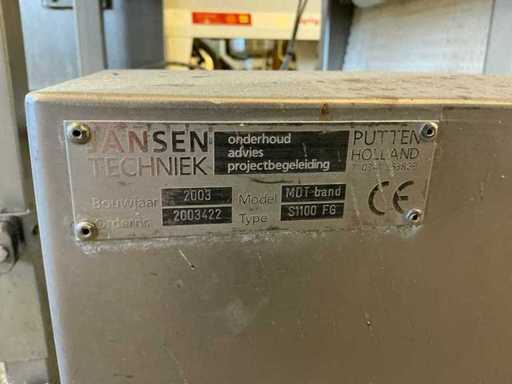 JANSEN
TECHNIEK
onderhoud
advies
projectbegeleiding
PUTTEN
HOLLAND
Bouwjaar 2003 Model MDT-band
Ordernr. 2003422 Type S1100 FG
CE